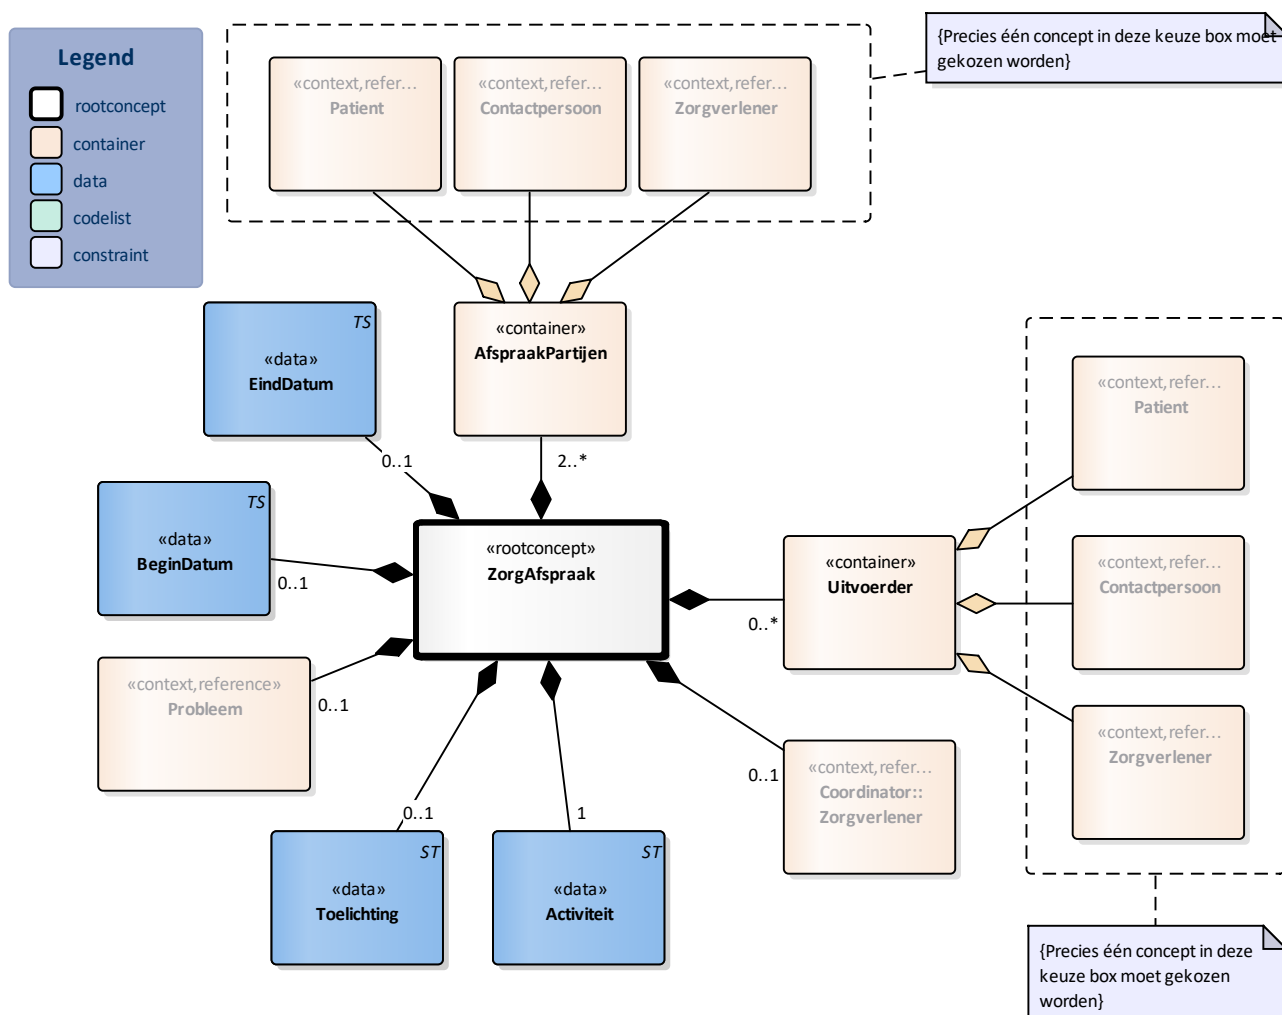 {Precies één concept in deze keuze box moet
gekozen worden}
Legend
rootconcept
container
data
codelist
constraint
«context,refer...
Patient
«context,refer...
Contactpersoon
«context,refer...
Zorgverlener
TS
«data»
EindDatum
0..1
«container»
AfspraakPartijen
2..*
TS
«data»
BeginDatum
0..1
«rootconcept»
ZorgAfspraak
«container»
Uitvoerder
0..*
«context,refer...
Patient
«context,refer...
Contactpersoon
«context,refer...
Zorgverlener
«context,reference»
Probleem
0..1
«context,refer...
Coordinator::
Zorgverlener
0..1
0..1
ST
«data»
Toelichting
1
ST
«data»
Activiteit
{Precies één concept in deze
keuze box moet gekozen
worden}